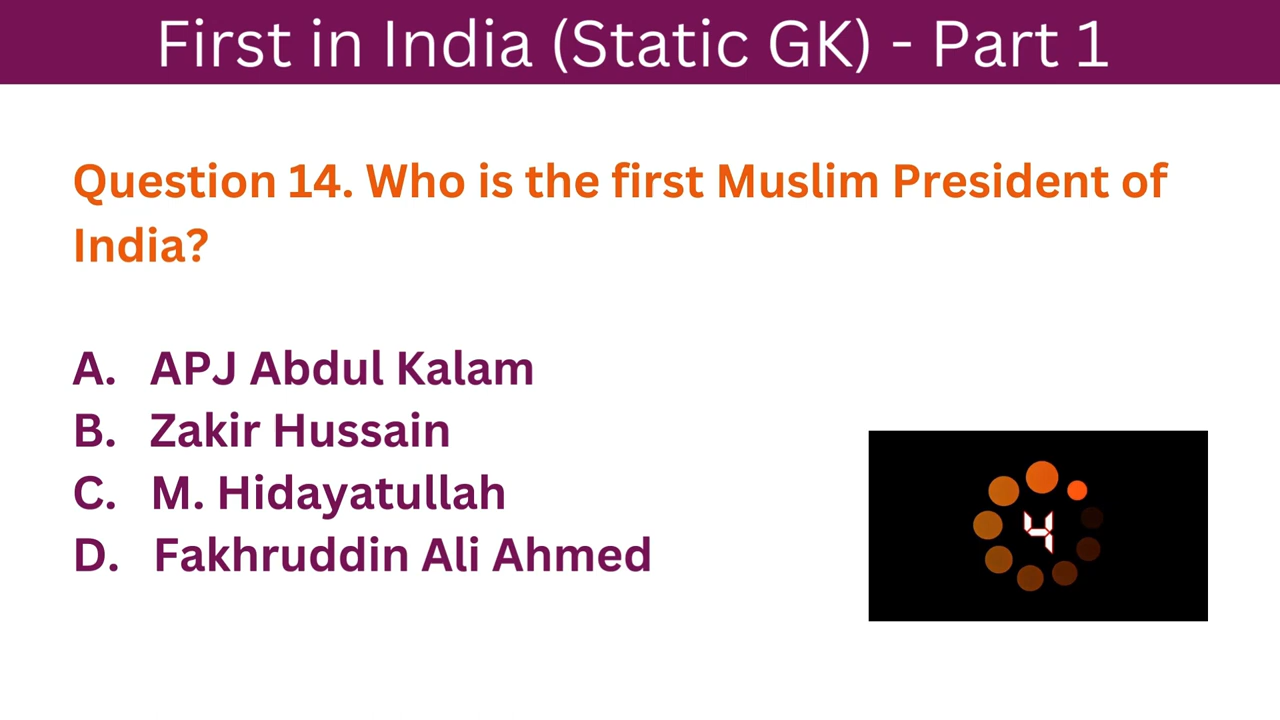 First in India (Static GK) - Part 1
Question 14. Who is the first Muslim President of
India?
A. APJ Abdul Kalam
B. Zakir Hussain
C. M. Hidayatullah
D. Fakhruddin Ali Ahmed
4